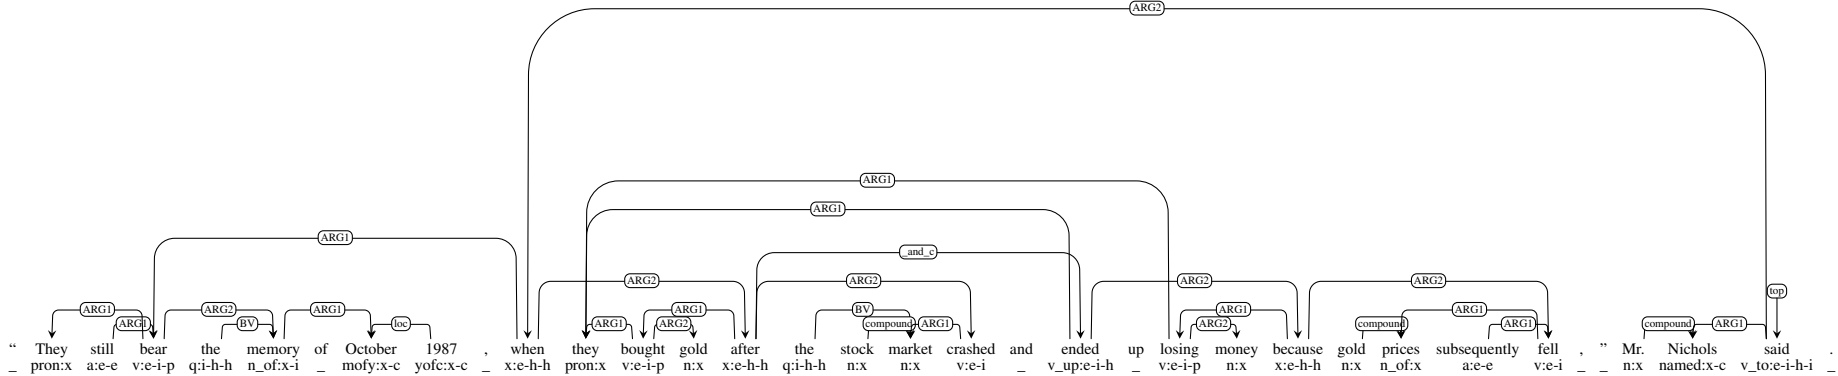 ARG2
ARG1
ARG1
ARG1
_and_c
ARG2 ARG2 ARG2 ARG2
top
ARG1 ARG2 ARG1 ARG1 BV ARG1 ARG1
ARG1 BV loc ARG1 ARG2 compound ARG1 ARG2 compound ARG1 compound ARG1
“ They still bear the memory of October 1987 , when they bought gold after the stock market crashed and ended up losing money because gold prices subsequently fell , ” Mr. Nichols said .
_ pron:x a:e-e v:e-i-p q:i-h-h n_of:x-i _ mofy:x-c yofc:x-c _ x:e-h-h pron:x v:e-i-p n:x x:e-h-h q:i-h-h n:x n:x v:e-i _ v_up:e-i-h _ v:e-i-p n:x x:e-h-h n:x n_of:x a:e-e v:e-i _ _ n:x named:x-c v_to:e-i-h-i _